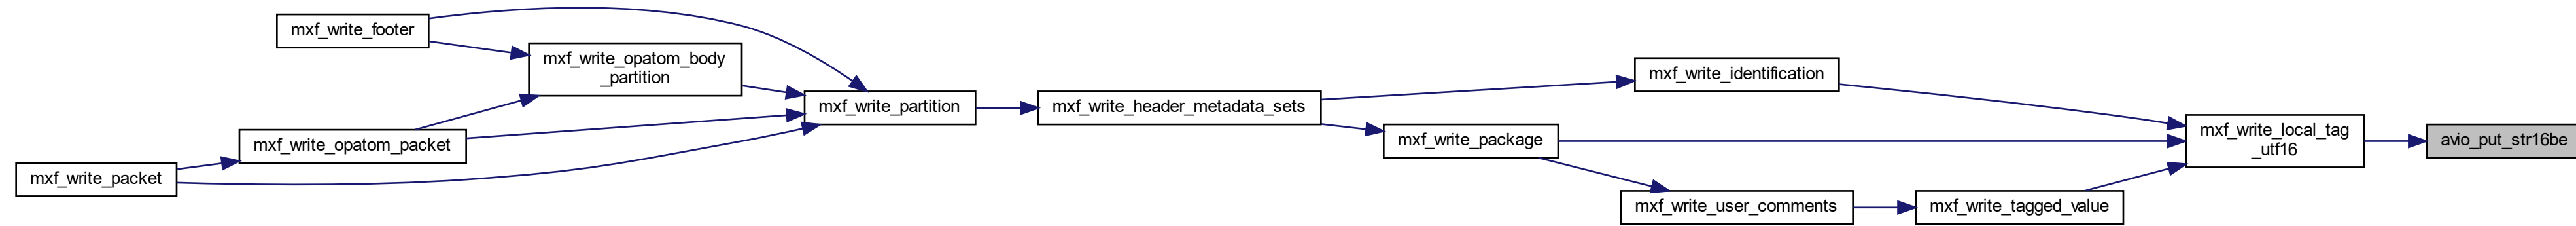 mxf_write_footer
mxf_write_opatom_body
_partition
mxf_write_opatom_packet
mxf_write_packet
mxf_write_partition
mxf_write_header_metadata_sets
mxf_write_identification
mxf_write_package
mxf_write_user_comments
mxf_write_tagged_value
mxf_write_local_tag
_utf16
avio_put_str16be